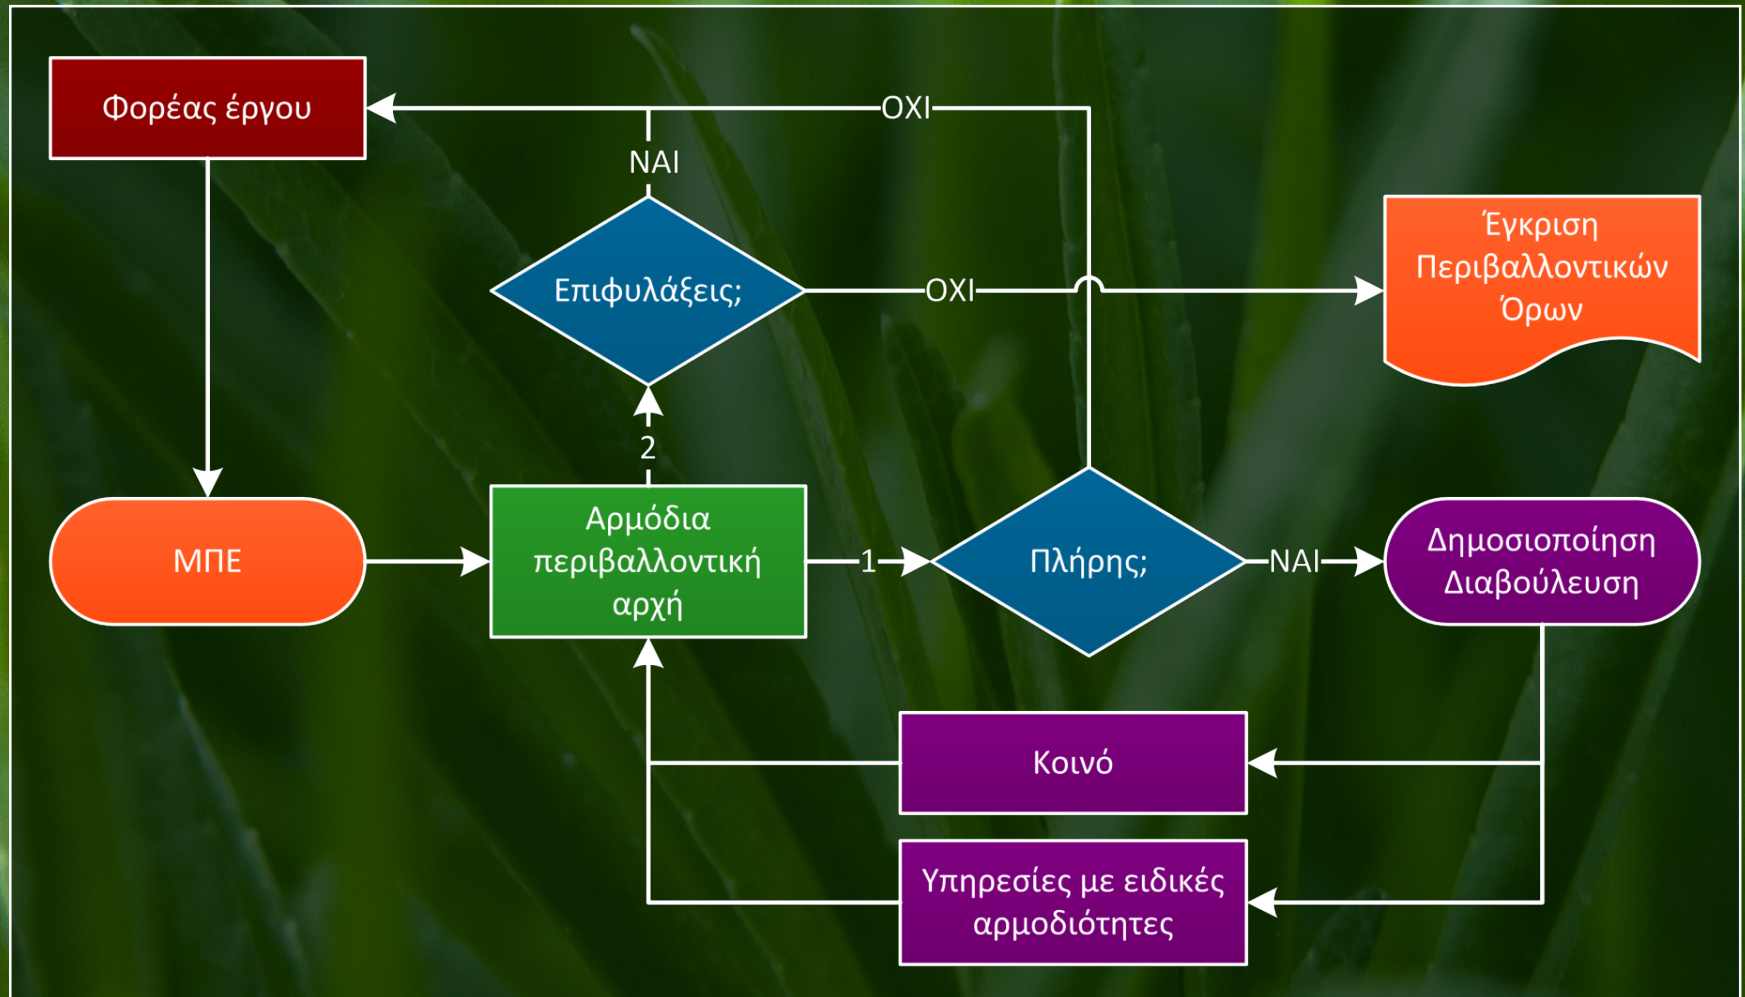 Φορέας έργου
ΟΧΙ
ΝΑΙ
Επιφυλάξεις;
ΟΧΙ
Έγκριση
Περιβαλλοντικών
Όρων
2
ΜΠΕ
Αρμόδια
περιβαλλοντική
αρχή
1
Πλήρης;
ΝΑΙ
Δημοσιοποίηση
Διαβούλευση
Κοινό
Υπηρεσίες με ειδικές
αρμοδιότητες